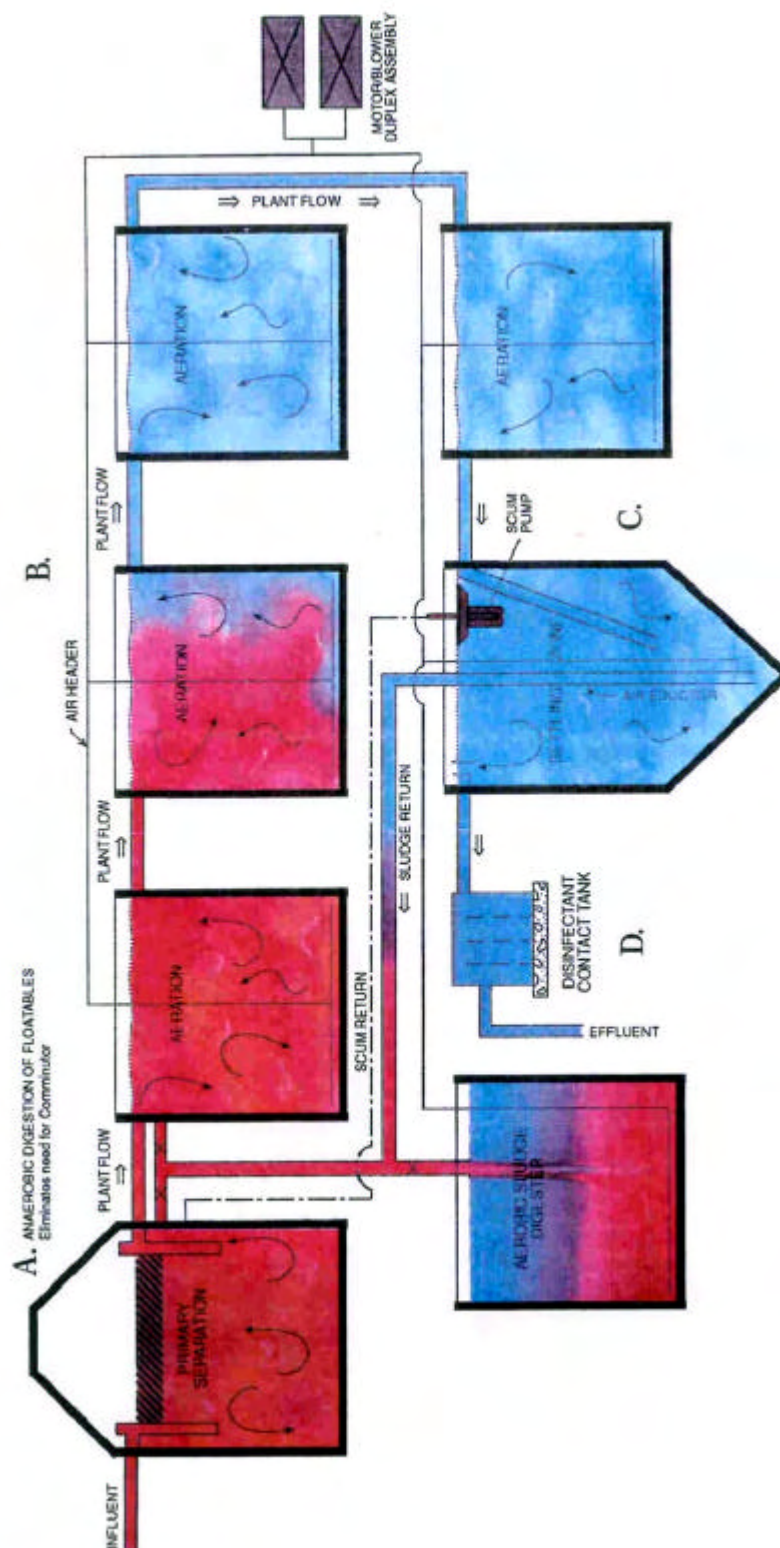 A. ANAEROBIC DIGESTION OF FLOATABLES
Eliminates need for Comminutor
B.
AIR HEADER
INFLUENT
PRIMARY
SEPARATION
PLANT FLOW
AERATION
PLANT FLOW
AERATION
PLANT FLOW
AERATION
PLANT FLOW
MOTOR/BLOWER
DUPLEX ASSEMBLY
SCUM RETURN
SLUDGE RETURN
AEROBIC SLUDGE
DIGESTER
EFFLUENT
DISINFECTANT
CONTACT TANK
D.
AIR EDUCTOR
SCUM
PUMP
C.
AERATION